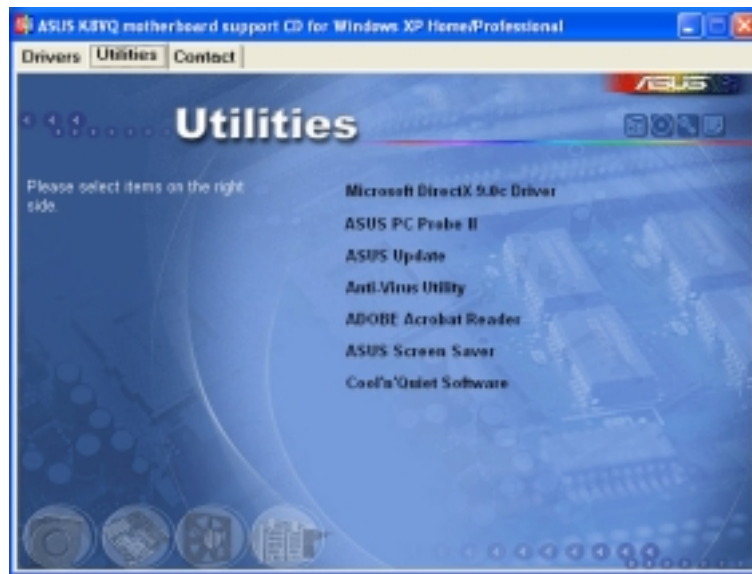 ASUS K8VQ motherboard support CD for Windows XP Home/Professional
Drivers Utilities Contact
ASUS
Utilities
Please select items on the right
side.
Microsoft DirectX 9.0c Driver
ASUS PC Probe II
ASUS Update
Anti-Virus Utility
ADOBE Acrobat Reader
ASUS Screen Saver
Cool'n'Quiet Software